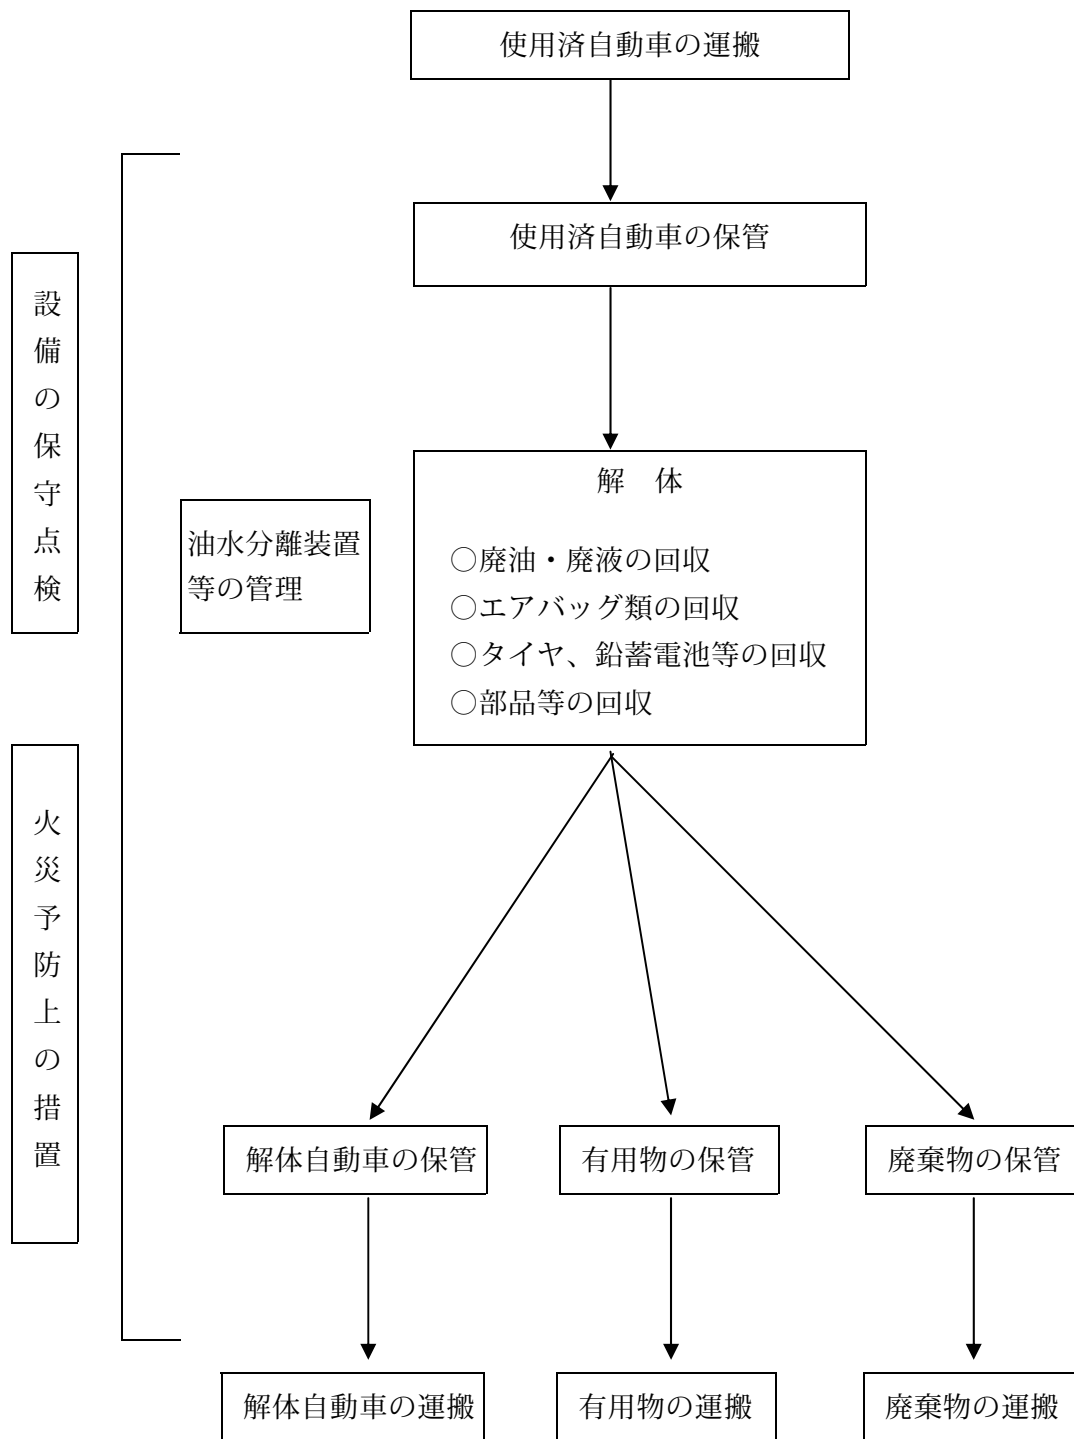 使用済自動車の運搬
使用済自動車の保管
設備の保守点検
解　体
油水分離装置
等の管理
〇廃油・廃液の回収
〇エアバッグ類の回収
〇タイヤ、鉛蓄電池等の回収
〇部品等の回収
火災予防上の措置
解体自動車の保管
有用物の保管
廃棄物の保管
解体自動車の運搬
有用物の運搬
廃棄物の運搬